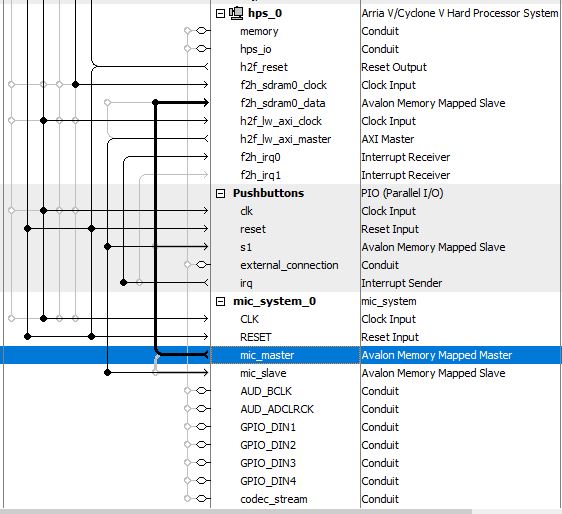 hps_0 Arria V/Cyclone V Hard Processor System
memory Conduit
hps_io Conduit
h2f_reset Reset Output
f2h_sdram0_clock Clock Input
f2h_sdram0_data Avalon Memory Mapped Slave
h2f_lw_axi_clock Clock Input
h2f_lw_axi_master AXI Master
f2h_irq0 Interrupt Receiver
f2h_irq1 Interrupt Receiver
Pushbuttons PIO (Parallel I/O)
clk Clock Input
reset Reset Input
s1 Avalon Memory Mapped Slave
external_connection Conduit
irq Interrupt Sender
mic_system_0 mic_system
CLK Clock Input
RESET Reset Input
mic_master Avalon Memory Mapped Master
mic_slave Avalon Memory Mapped Slave
AUD_BCLK Conduit
AUD_ADCLRCK Conduit
GPIO_DIN1 Conduit
GPIO_DIN2 Conduit
GPIO_DIN3 Conduit
GPIO_DIN4 Conduit
codec_stream Conduit